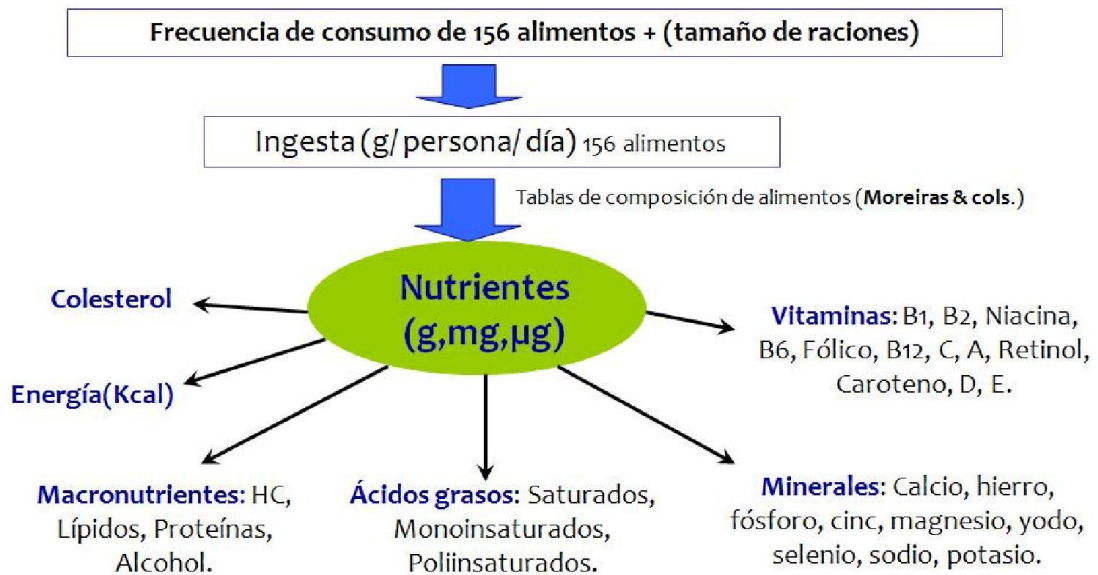 Frecuencia de consumo de 156 alimentos + (tamaño de raciones)
Ingesta (g/persona/día) 156 alimentos
Tablas de composición de alimentos (Moreiras & cols.)
Nutrientes
(g,mg,µg)
Colesterol
Energía(Kcal)
Vitaminas: B1, B2, Niacina,
B6, Fólico, B12, C, A, Retinol,
Caroteno, D, E.
Macronutrientes: HC,
Lípidos, Proteínas,
Alcohol.
Ácidos grasos: Saturados,
Monoinsaturados,
Poliinsaturados.
Minerales: Calcio, hierro,
fósforo, cinc, magnesio, yodo,
selenio, sodio, potasio.